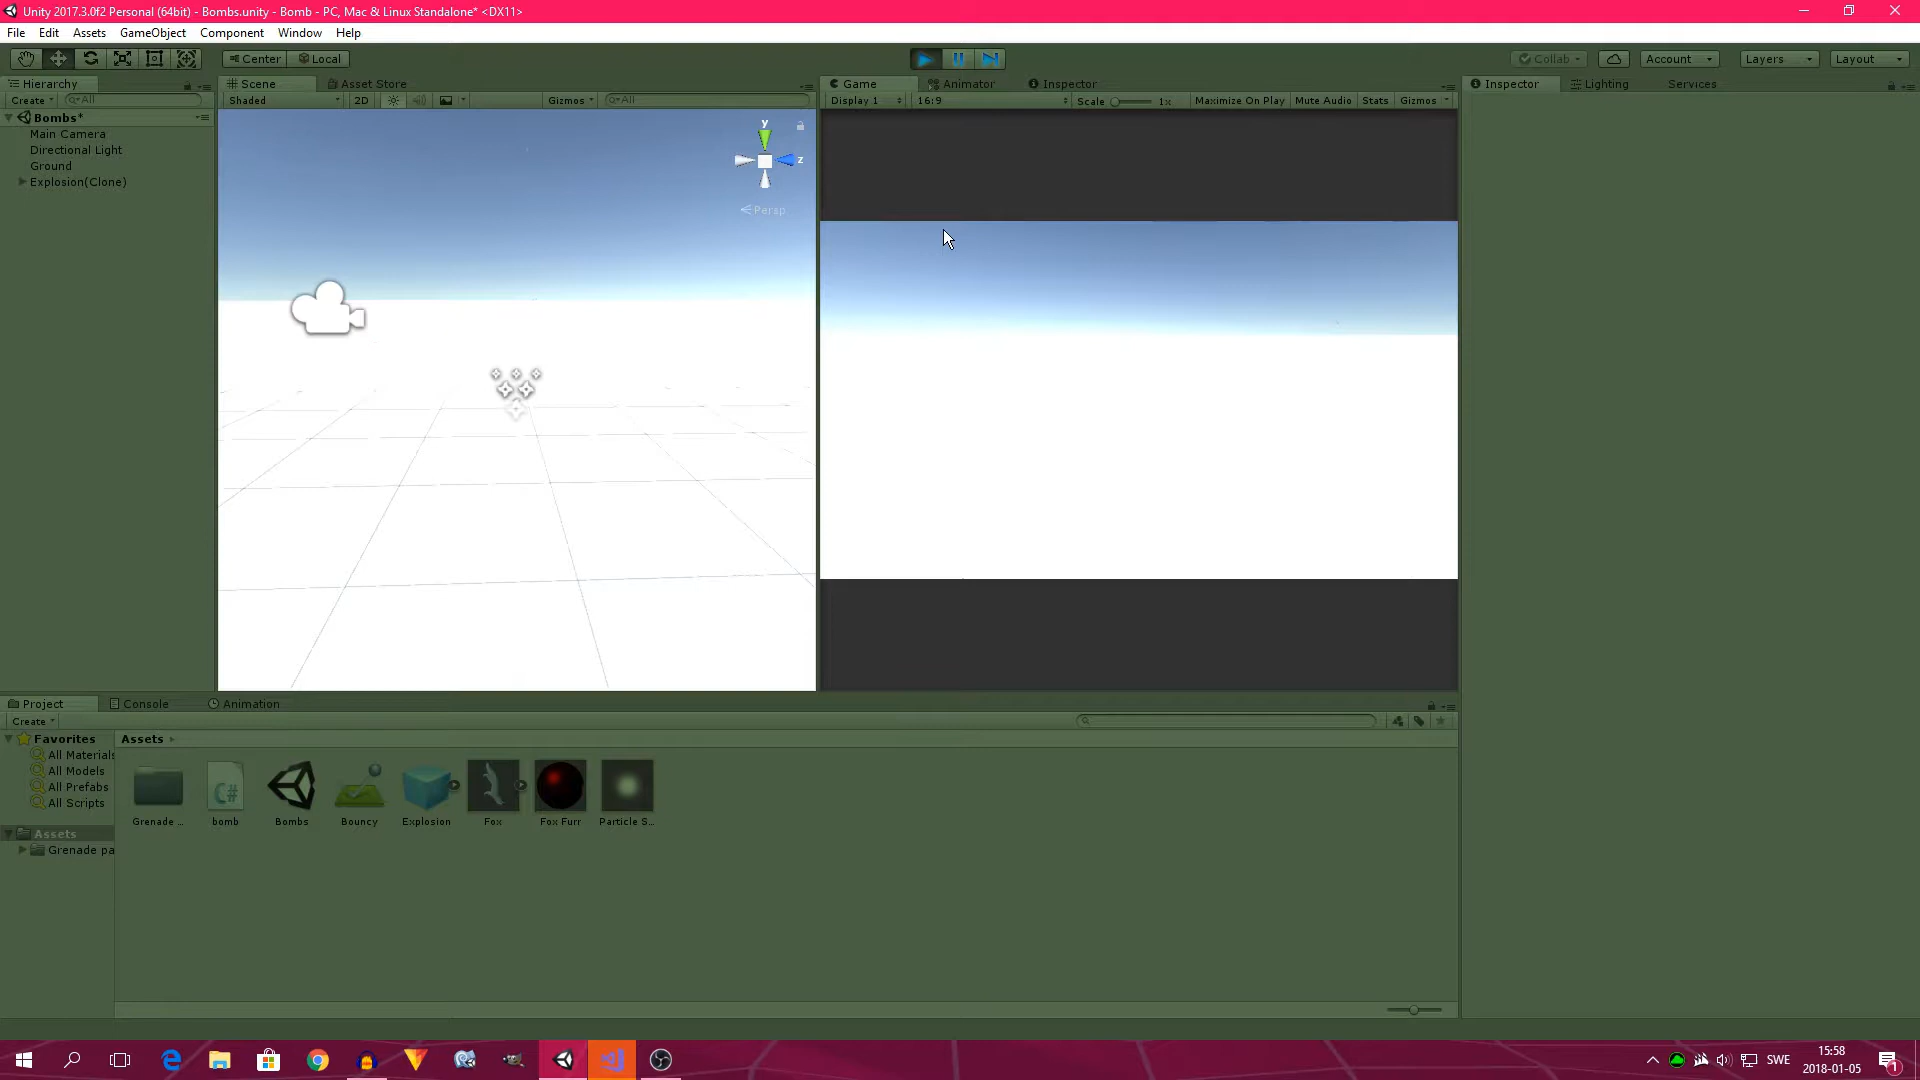 Unity 2017.3.0f2 Personal (64bit) - Bombs.unity - Bomb - PC, Mac & Linux Standalone* <DX11>
File Edit Assets GameObject Component Window Help
Center Local Collab Account Layers Layout
Hierarchy Scene Asset Store Game Animator Inspector Inspector Lighting Services
Create All Shaded 2D Gizmos All Display 1 16:9 Scale 1x Maximize On Play Mute Audio Stats Gizmos
Bombs*
Main Camera
Directional Light
Ground
Explosion(Clone)
y
z
Persp
Project Console Animation
Create
Favorites
All Materials
All Models
All Prefabs
All Scripts
Assets
Grenade pa
Assets
C#
Grenade ... bomb Bombs Bouncy Explosion Fox Fox Furr Particle S...
SWE
15:58
2018-01-05
1